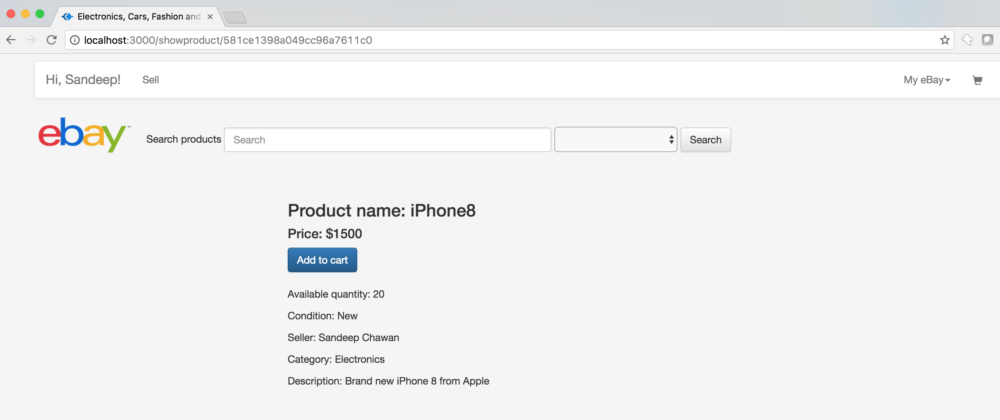 Electronics, Cars, Fashion and
localhost:3000/showproduct/581ce1398a049cc96a7611c0
Hi, Sandeep! Sell My eBay
ebay™ Search products Search Search
Product name: iPhone8
Price: $1500
Add to cart
Available quantity: 20
Condition: New
Seller: Sandeep Chawan
Category: Electronics
Description: Brand new iPhone 8 from Apple